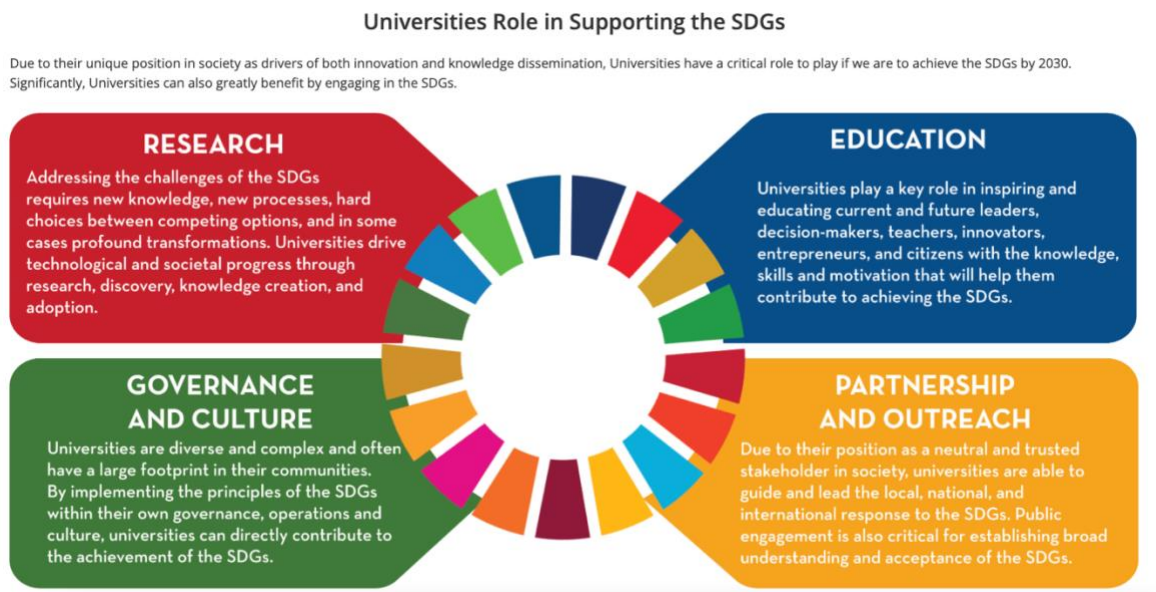 Universities Role in Supporting the SDGs
Due to their unique position in society as drivers of both innovation and knowledge dissemination, Universities have a critical role to play if we are to achieve the SDGs by 2030.
Significantly, Universities can also greatly benefit by engaging in the SDGs.
RESEARCH
Addressing the challenges of the SDGs
requires new knowledge, new processes, hard
choices between competing options, and in some
cases profound transformations. Universities drive
technological and societal progress through
research, discovery, knowledge creation, and
adoption.
EDUCATION
Universities play a key role in inspiring and
educating current and future leaders,
decision-makers, teachers, innovators,
entrepreneurs, and citizens with the knowledge,
skills and motivation that will help them
contribute to achieving the SDGs.
GOVERNANCE
AND CULTURE
Universities are diverse and complex and often
have a large footprint in their communities.
By implementing the principles of the SDGs
within their own governance, operations and
culture, universities can directly contribute to
the achievement of the SDGs.
PARTNERSHIP
AND OUTREACH
Due to their position as a neutral and trusted
stakeholder in society, universities are able to
guide and lead the local, national, and
international response to the SDGs. Public
engagement is also critical for establishing broad
understanding and acceptance of the SDGs.